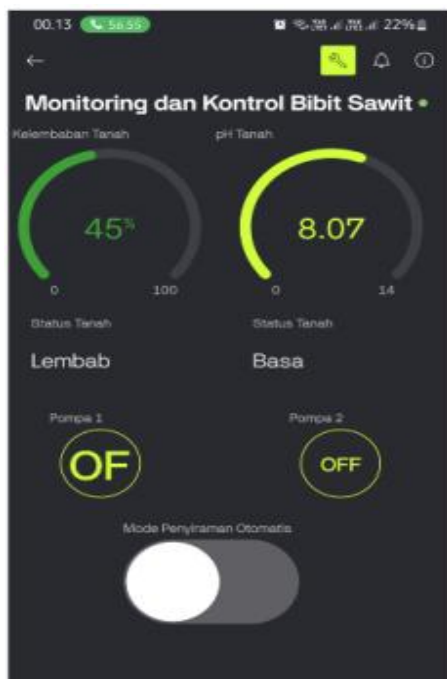 00.13 56:55 22%
Monitoring dan Kontrol Bibit Sawit
Kelembaban Tanah pH Tanah
45% 8.07
0 100 0 14
Status Tanah Status Tanah
Lembab Basa
Pompa 1 Pompa 2
OF OFF
Mode Penyiraman Otomatis